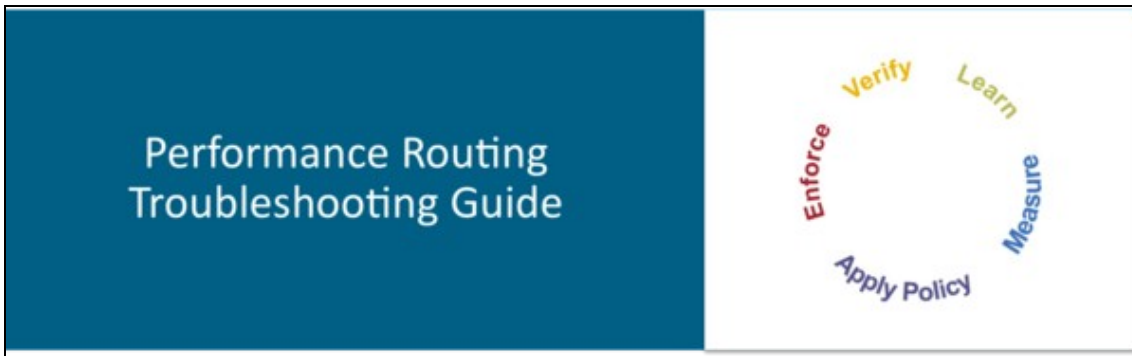 Performance Routing
Troubleshooting Guide
Verify
Learn
Enforce
Measure
Apply Policy